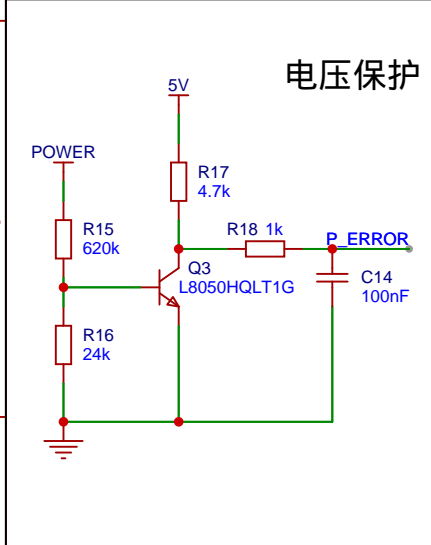 电压保护
5V
POWER
R17
4.7k
R15
620k
R18 1k
P_ERROR
Q3
L8050HQLT1G
C14
100nF
R16
24k